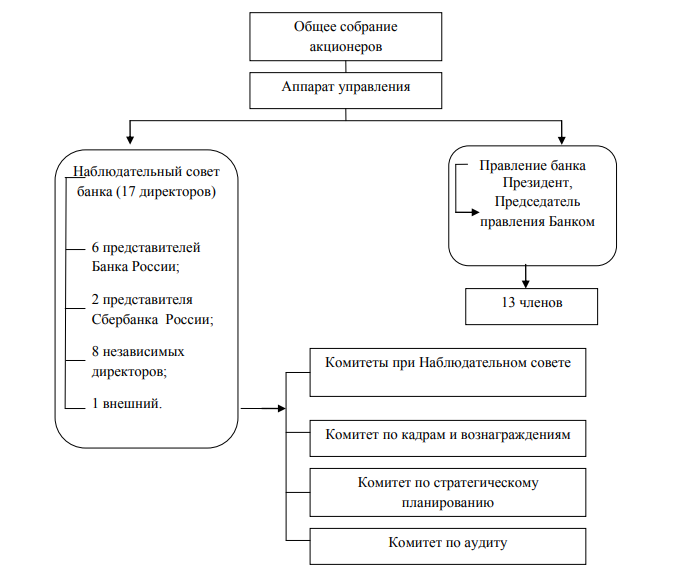 Общее собрание
акционеров
Аппарат управления
Наблюдательный совет
банка (17 директоров)
6 представителей
Банка России;
2 представителя
Сбербанка России;
8 независимых
директоров;
1 внешний.
Правление банка
Президент,
Председатель
правления Банком
13 членов
Комитеты при Наблюдательном совете
Комитет по кадрам и вознаграждениям
Комитет по стратегическому
планированию
Комитет по аудиту